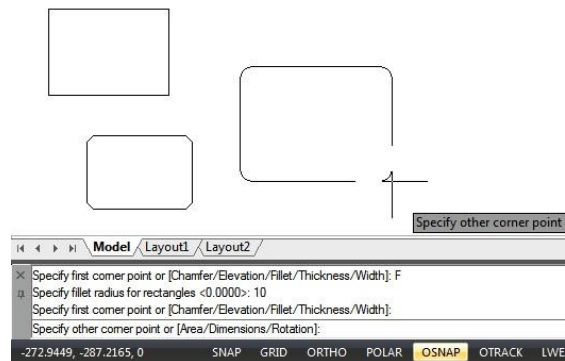 Specify other corner point
Model Layout1 Layout2
Specify first corner point or [Chamfer/Elevation/Fillet/Thickness/Width]: F
Specify fillet radius for rectangles <0.0000>: 10
Specify first corner point or [Chamfer/Elevation/Fillet/Thickness/Width]:
Specify other corner point or [Area/Dimensions/Rotation]:
-272.9449, -287.2165, 0 SNAP GRID ORTHO POLAR OSNAP OTRACK LWE